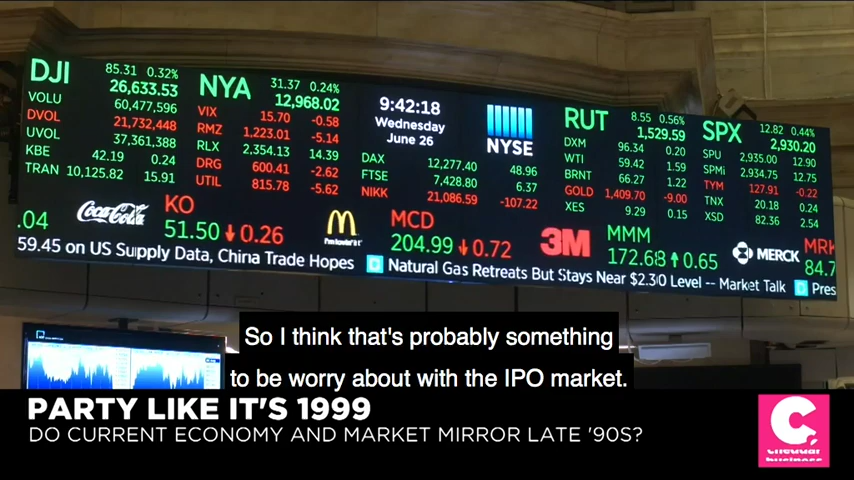 DJI 85.31 0.32%
26,633.53
VOLU 60,477,596
DVOL 21,732,448
UVOL 37,361,388
KBE 42.19 0.24
TRAN 10,125.82 15.91
NYA 31.37 0.24%
12,968.02
VIX 15.70 -0.58
RMZ 1,223.01 -5.14
RLX 2,354.13 14.39
DRG 600.41 -2.62
UTIL 815.78 -5.62
9:42:18
Wednesday
June 26
NYSE
DAX 12,277.40 48.96
FTSE 7,428.80 6.37
NIKK 21,086.59 -107.22
RUT 8.55 0.56%
1,529.59
DXM 96.34 0.20
WTI 59.42 1.59
BRNT 66.27 1.22
GOLD 1,409.70 -9.00
XES 9.29 0.15
SPX 12.82 0.44%
2,930.20
SPU 2,935.00 12.90
SPMi 2,934.75 12.75
TYM 127.91 -0.22
TNX 20.18 0.24
XSD 82.36 2.54
.04 Coca-Cola KO 51.50 0.26 MCD 204.99 0.72 3M MMM 172.68 0.65 MERCK MRK 84.7
59.45 on US Supply Data, China Trade Hopes Natural Gas Retreats But Stays Near $2.30 Level -- Market Talk Pres
So I think that's probably something
to be worry about with the IPO market.
PARTY LIKE IT'S 1999
DO CURRENT ECONOMY AND MARKET MIRROR LATE '90S?
C
cheddar
business